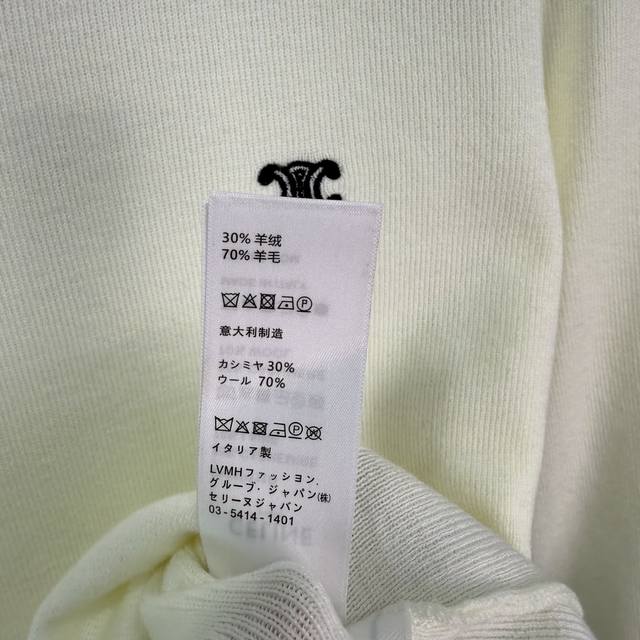 30% 羊绒
70% 羊毛
意大利制造
カシミヤ 30%
ウール 70%
イタリア製
LVMHファッション.
グループ・ジャパン(株)
セリーヌジャパン
03-5414-1401
CELINE